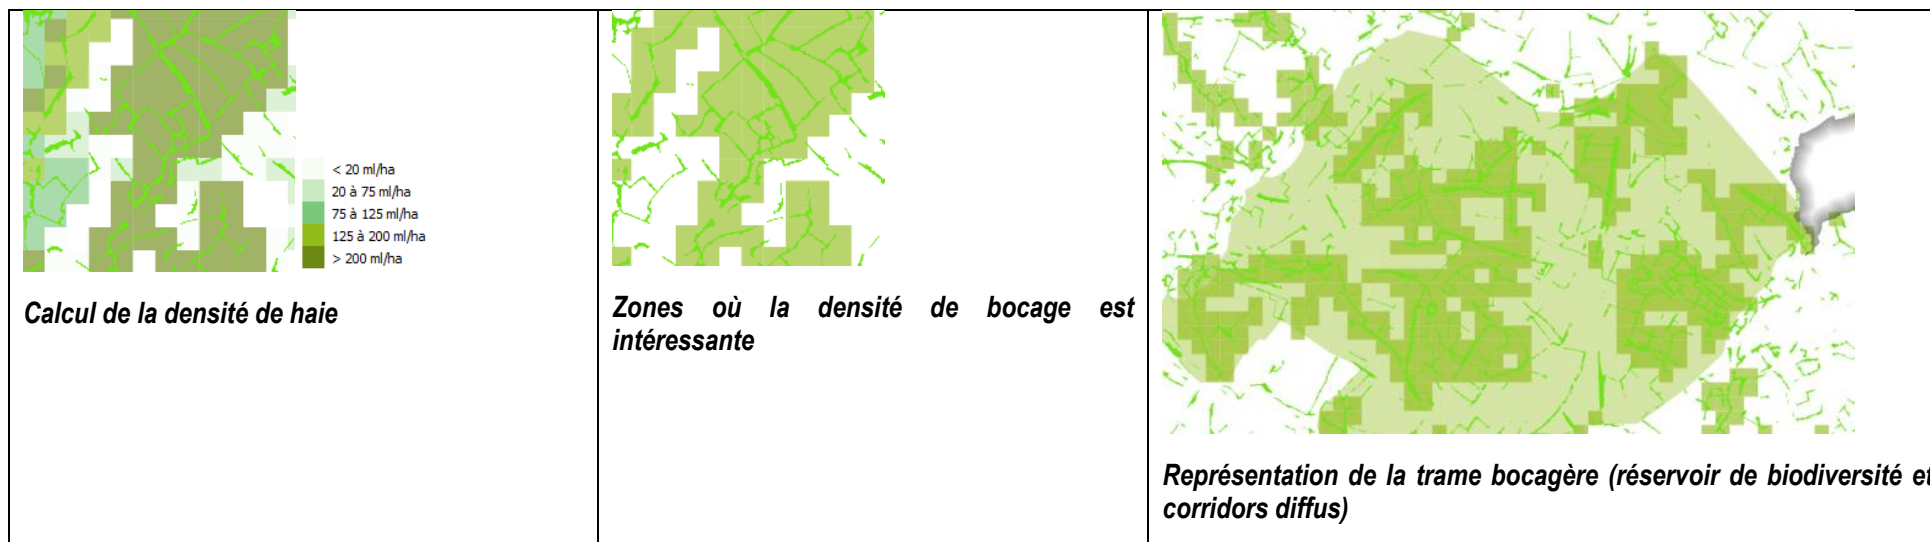 < 20 ml/ha
20 à 75 ml/ha
75 à 125 ml/ha
125 à 200 ml/ha
> 200 ml/ha
Calcul de la densité de haie
Zones où la densité de bocage est
intéressante
Représentation de la trame bocagère (réservoir de biodiversité et
corridors diffus)